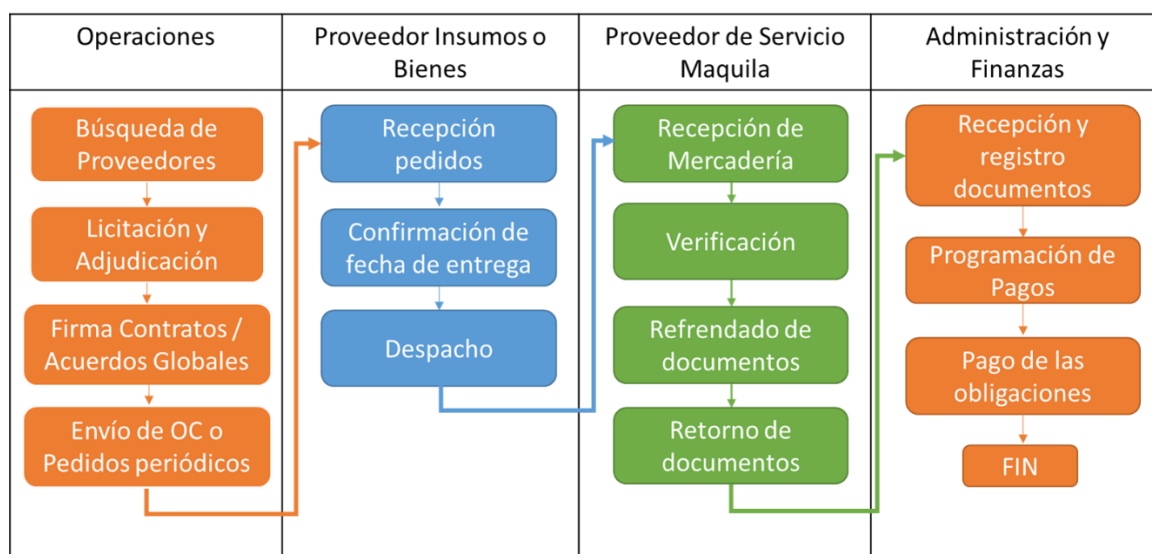 Operaciones
Proveedor Insumos o
Bienes
Proveedor de Servicio
Maquila
Administración y
Finanzas
Búsqueda de
Proveedores
Licitación y
Adjudicación
Firma Contratos /
Acuerdos Globales
Envío de OC o
Pedidos periódicos
Recepción
pedidos
Confirmación de
fecha de entrega
Despacho
Recepción de
Mercadería
Verificación
Refrendado de
documentos
Retorno de
documentos
Recepción y
registro
documentos
Programación de
Pagos
Pago de las
obligaciones
FIN